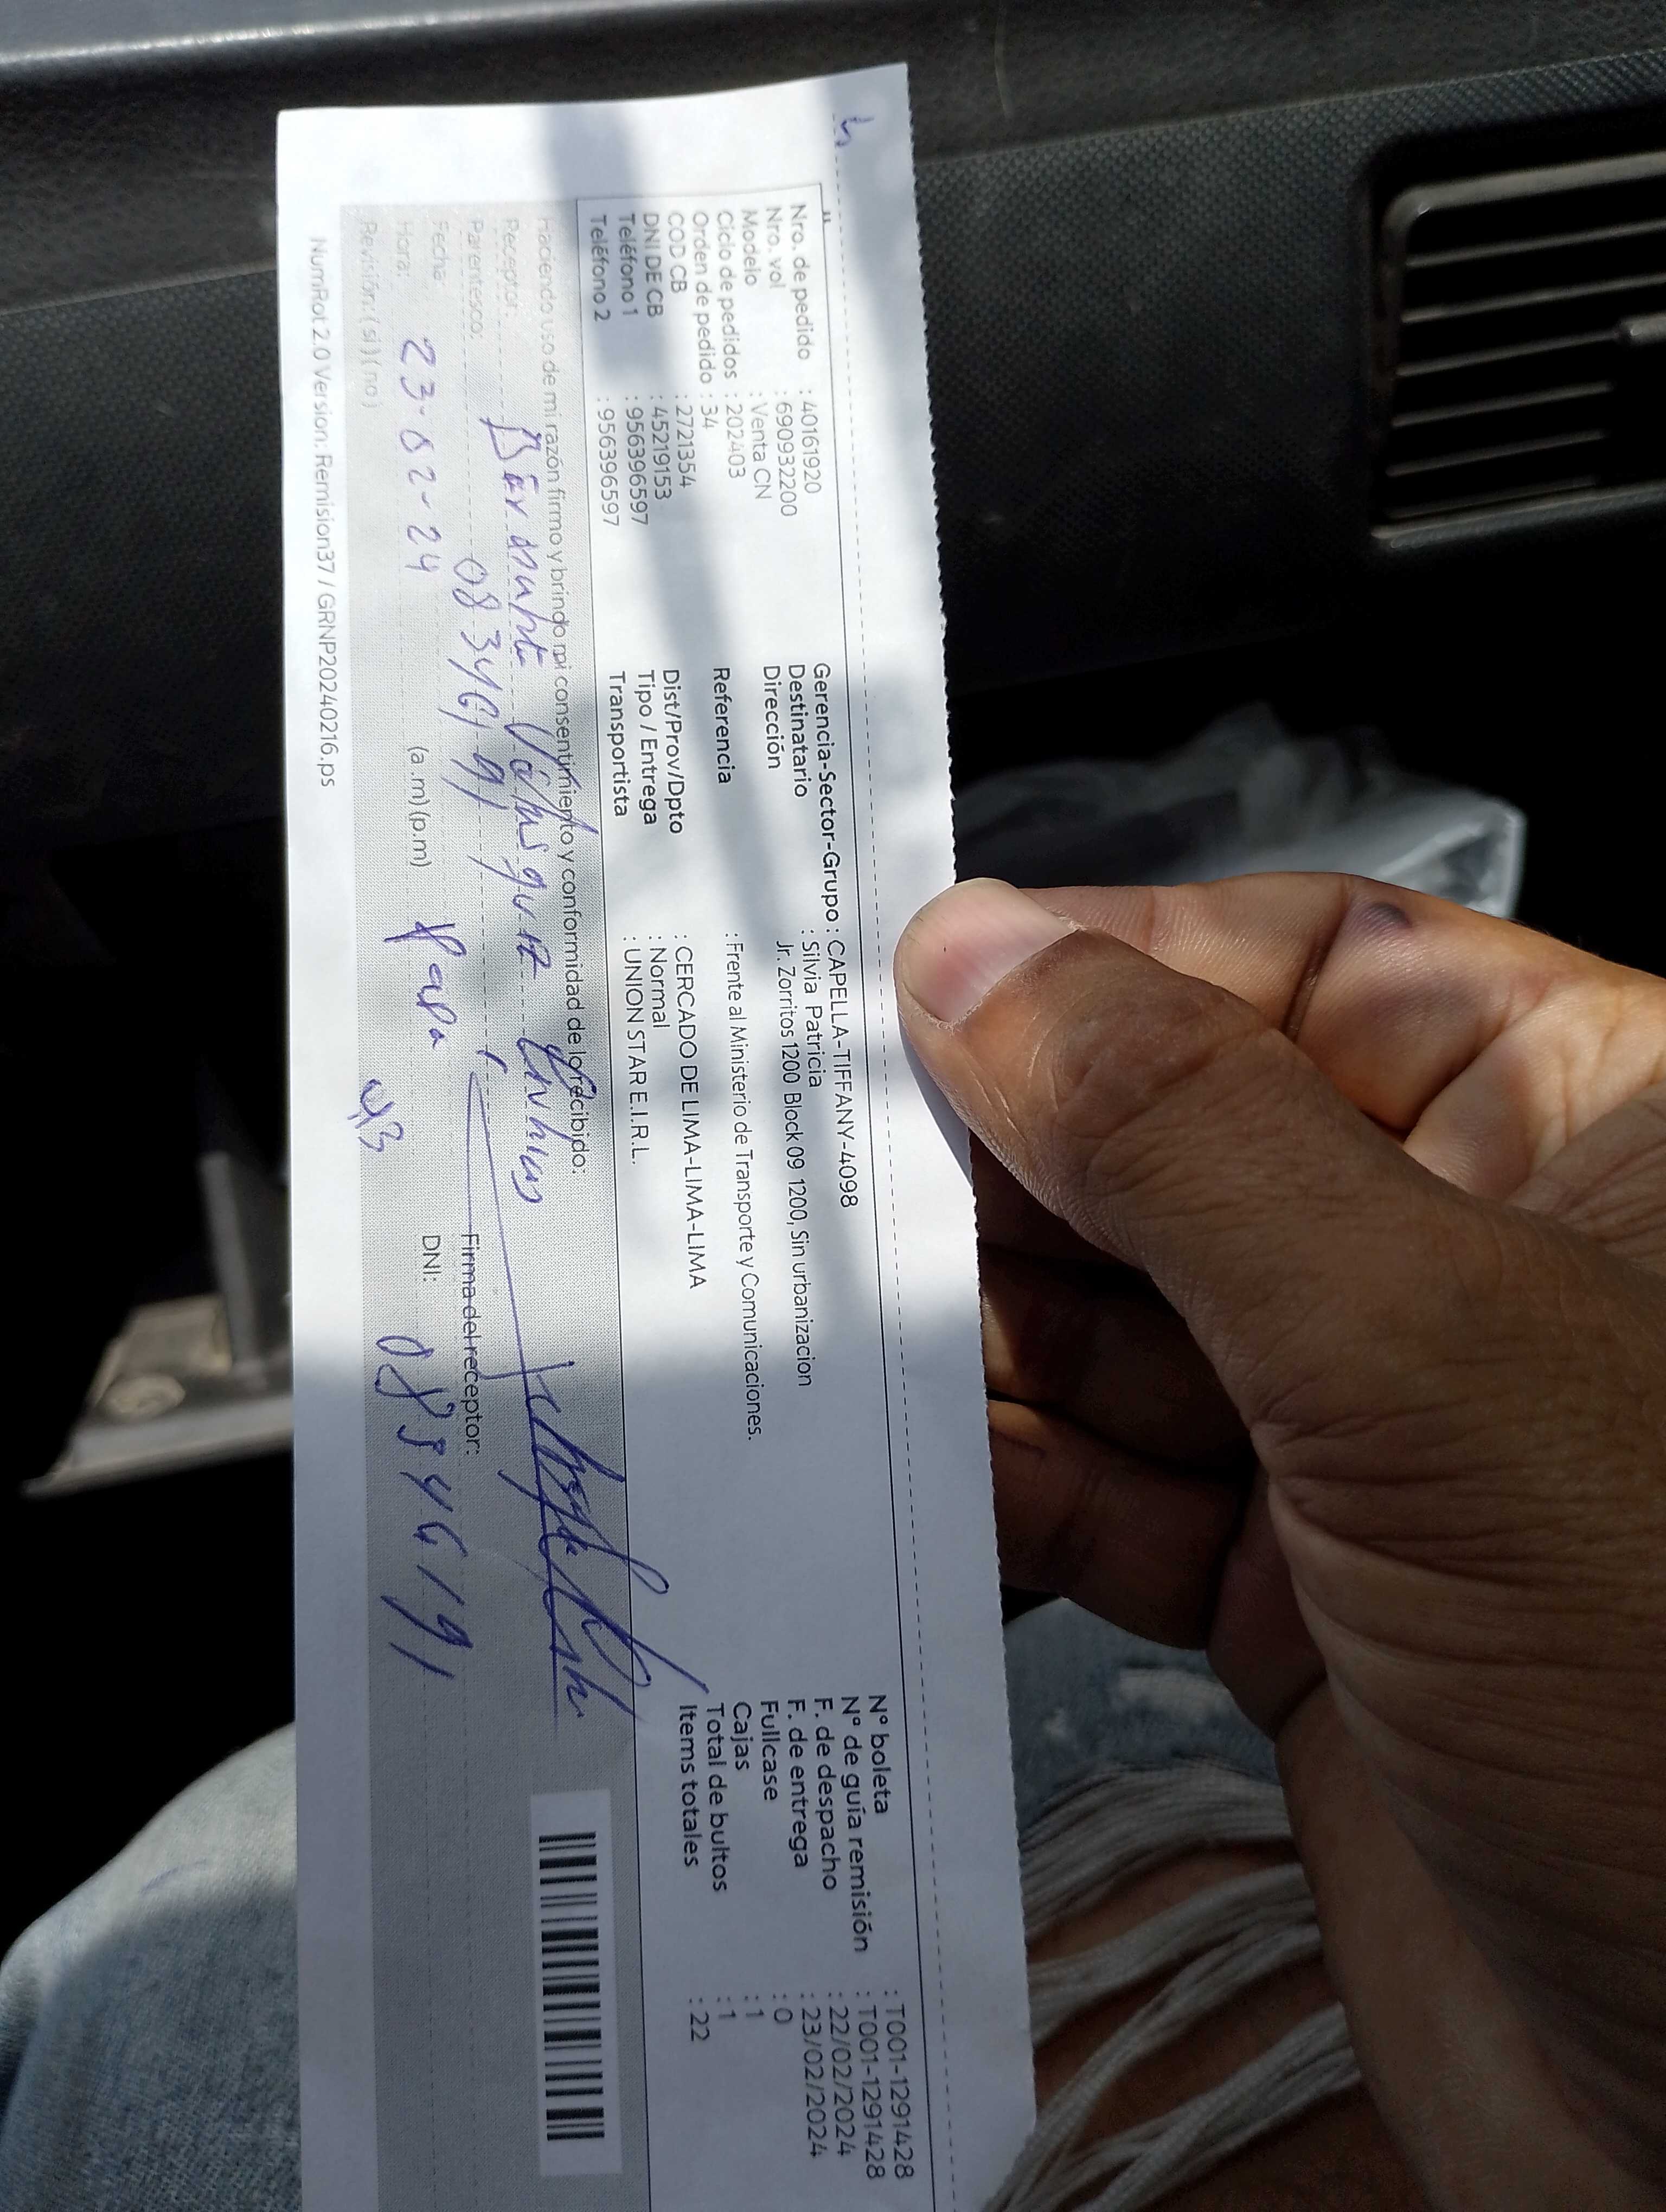 Nro. de pedido : 40161920
Nro. vol : 6909322​00
Modelo : Venta CN
Ciclo de pedidos : 202403
Orden de pedido : 34
COD CB : 2721354
DNI DE CB : 45219153
Teléfono 1 : 956396597
Teléfono 2 : 956396597
Gerencia-Sector-Grupo : CAPELLA-TIFFANY-4098
Destinatario : Silvia Patricia
Dirección Jr. Zorritos 1200 Block 09 1200, Sin urbanizacion
Referencia : Frente al Ministerio de Transporte y Comunicaciones.
Dist/Prov/Dpto : CERCADO DE LIMA-LIMA-LIMA
Tipo / Entrega : Normal
Transportista : UNION STAR E.I.R.L.
N° boleta : T001-1291428
N° de guía remisión : T001-1291428
F. de despacho : 22/02/2024
F. de entrega : 23/02/2024
Fullcase : 0
Cajas : 1
Total de bultos : 1
Items totales : 22
Haciendo uso de mi razón firmo y brindo mi consentimiento y conformidad de lo recibido:
Receptor:
Parentesco: 08346191
Firma del receptor:
Fecha: 23-02-24
Hora: (a.m)(p.m) Papa
DNI: 08346191
Revisión: ( si ) ( no )
NumRot 2.0 Version: Remision37 / GRNP20240216.ps